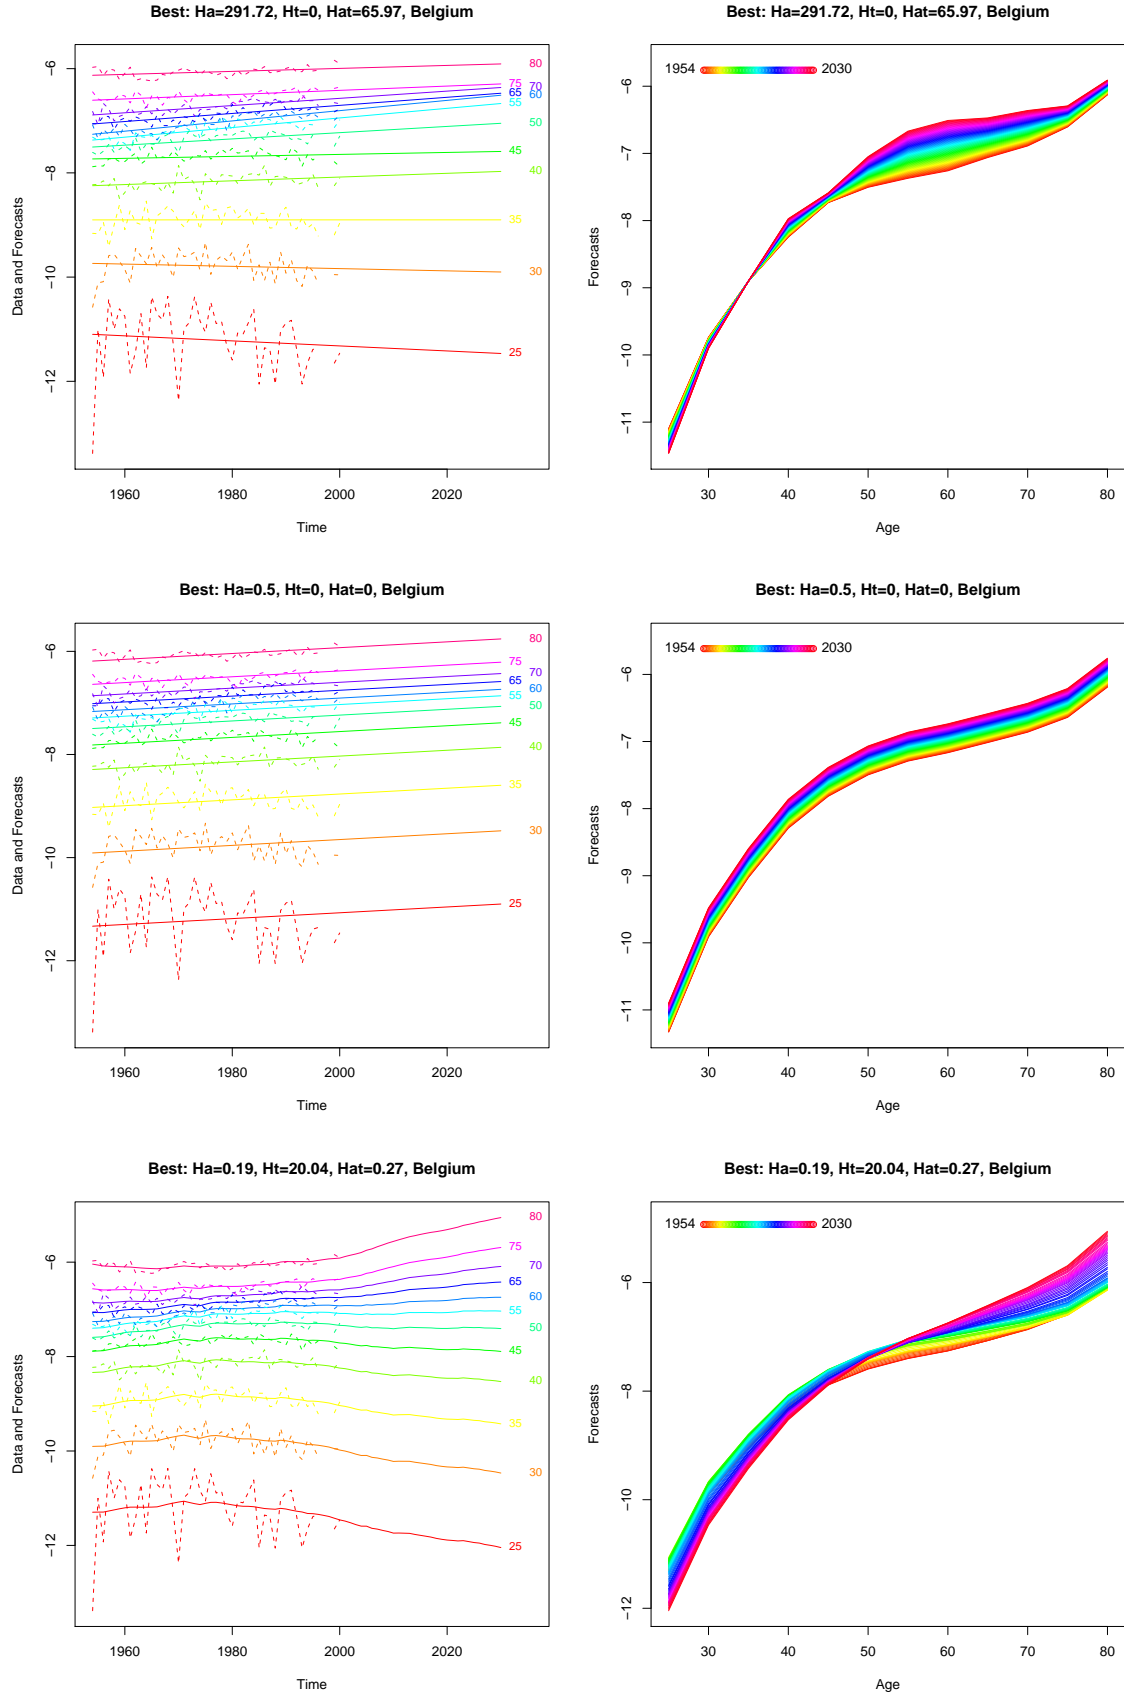 Best: Ha=291.72, Ht=0, Hat=65.97, Belgium
Data and Forecasts
-6
-8
-10
-12
80
75
70
65
60
55
50
45
40
35
30
25
1960 1980 2000 2020
Time
Best: Ha=291.72, Ht=0, Hat=65.97, Belgium
1954 2030
Forecasts
-6
-7
-8
-9
-10
-11
30 40 50 60 70 80
Age
Best: Ha=0.5, Ht=0, Hat=0, Belgium
Data and Forecasts
-6
-8
-10
-12
80
75
70
65
60
55
50
45
40
35
30
25
1960 1980 2000 2020
Time
Best: Ha=0.5, Ht=0, Hat=0, Belgium
1954 2030
Forecasts
-6
-7
-8
-9
-10
-11
30 40 50 60 70 80
Age
Best: Ha=0.19, Ht=20.04, Hat=0.27, Belgium
Data and Forecasts
-6
-8
-10
-12
80
75
70
65
60
55
50
45
40
35
30
25
1960 1980 2000 2020
Time
Best: Ha=0.19, Ht=20.04, Hat=0.27, Belgium
1954 2030
Forecasts
-6
-8
-10
-12
30 40 50 60 70 80
Age